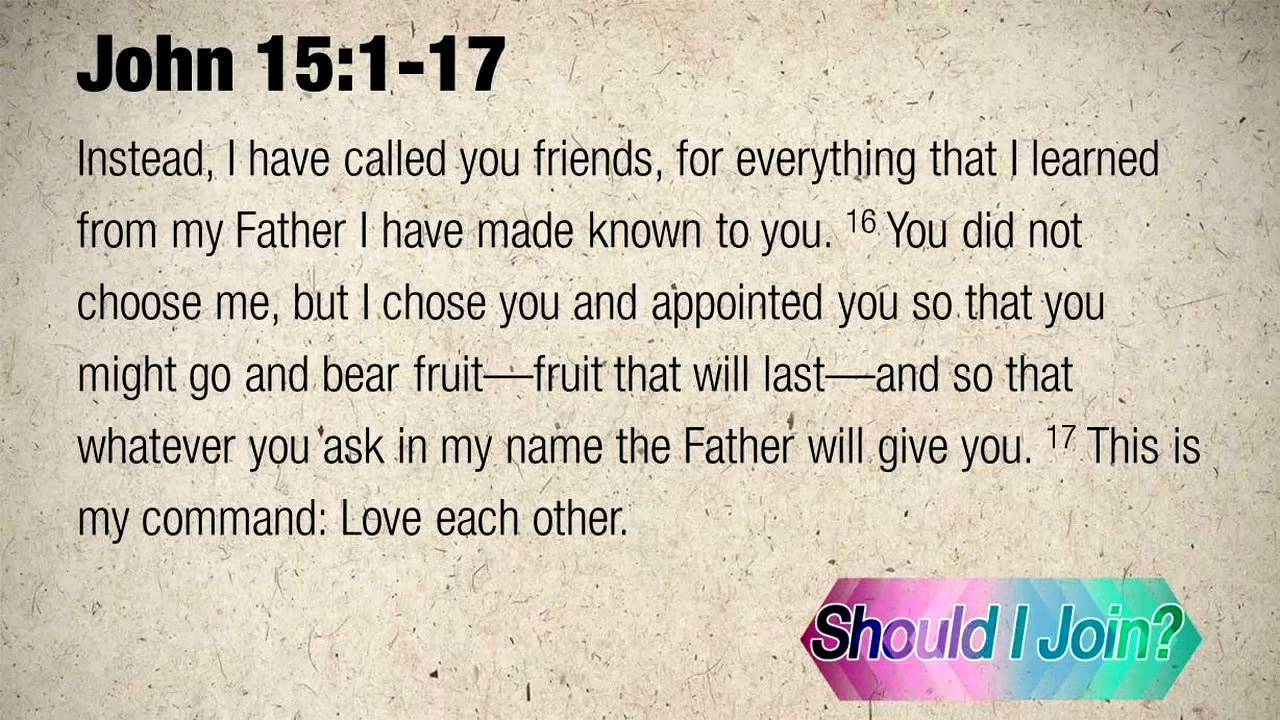 John 15:1-17
Instead, I have called you friends, for everything that I learned
from my Father I have made known to you. 16 You did not
choose me, but I chose you and appointed you so that you
might go and bear fruit—fruit that will last—and so that
whatever you ask in my name the Father will give you. 17 This is
my command: Love each other.
Should I Join?